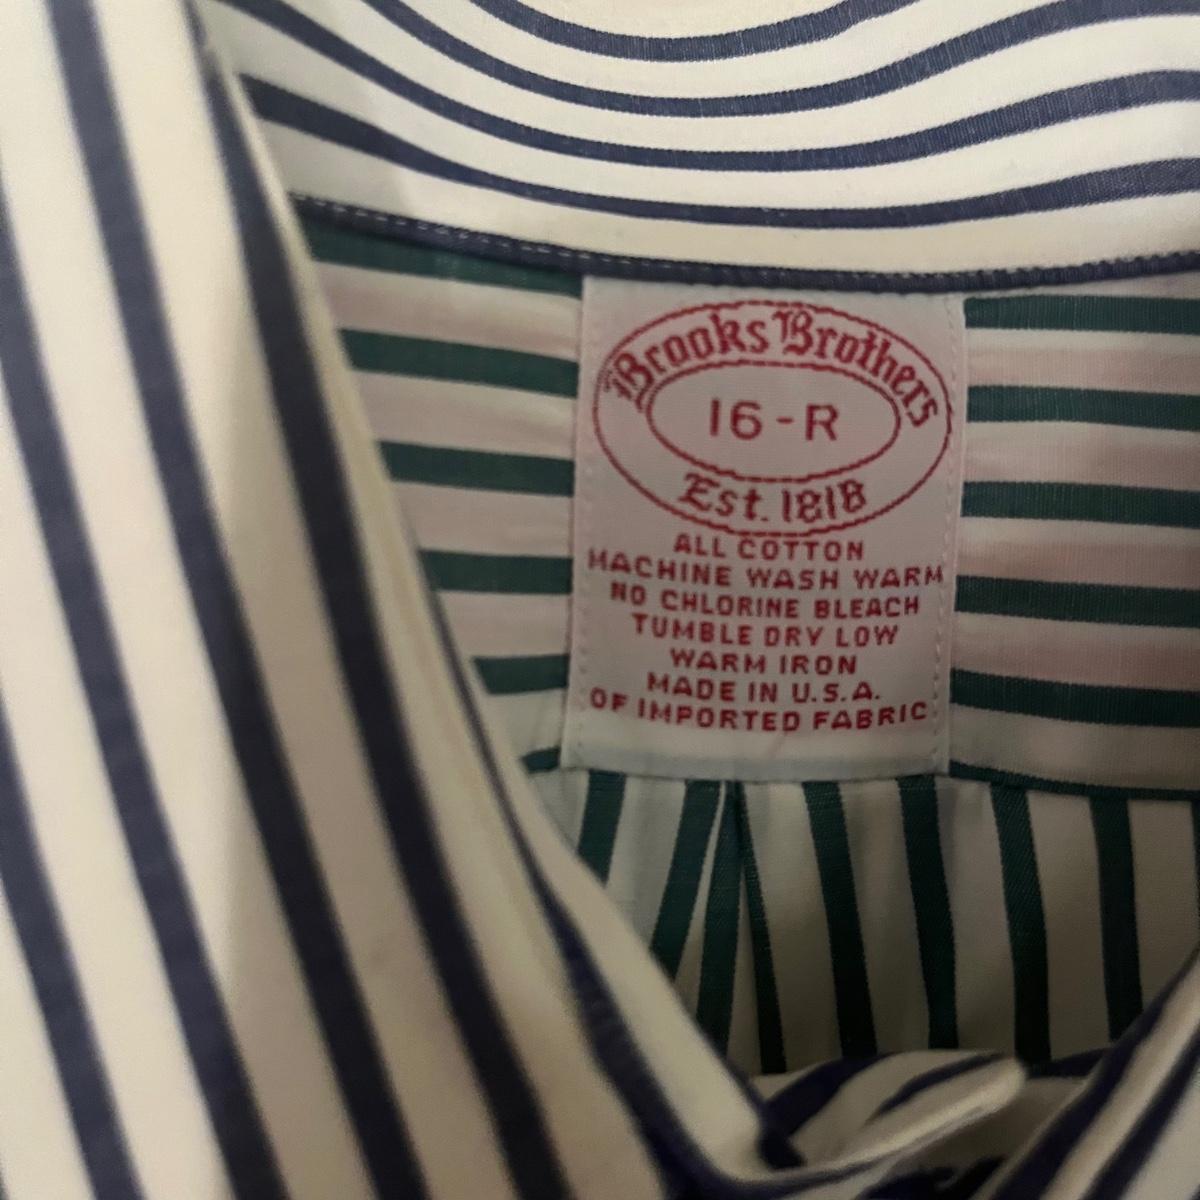 Brooks Brothers
16-R
Est. 1818
ALL COTTON
MACHINE WASH WARM
NO CHLORINE BLEACH
TUMBLE DRY LOW
WARM IRON
MADE IN U.S.A.
OF IMPORTED FABRIC